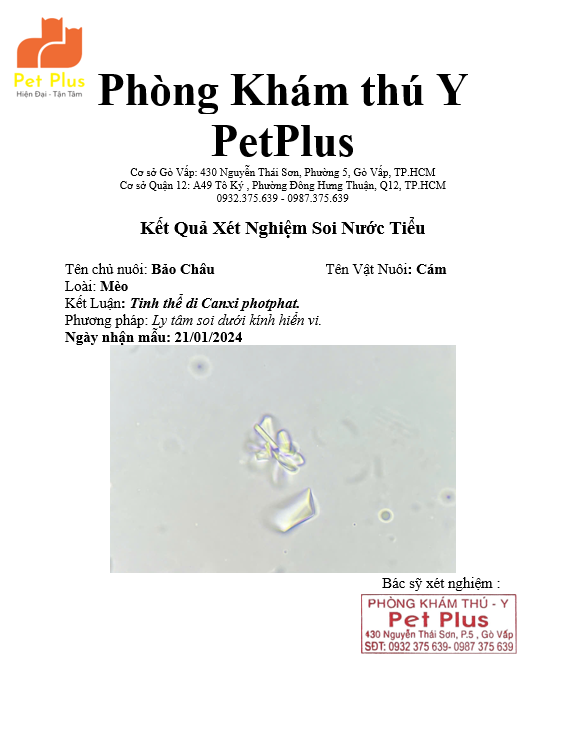 Pet Plus
Hiện Đại - Tận Tâm
Phòng Khám thú Y
PetPlus
Cơ sở Gò Vấp: 430 Nguyễn Thái Sơn, Phường 5, Gò Vấp, TP.HCM
Cơ sở Quận 12: A49 Tô Ký , Phường Đông Hưng Thuận, Q12, TP.HCM
0932.375.639 - 0987.375.639
Kết Quả Xét Nghiệm Soi Nước Tiểu
Tên chủ nuôi: Bảo Châu Tên Vật Nuôi: Cám
Loài: Mèo
Kết Luận: Tinh thể di Canxi photphat.
Phương pháp: Ly tâm soi dưới kính hiển vi.
Ngày nhận mẫu: 21/01/2024
Bác sỹ xét nghiệm :
PHÒNG KHÁM THÚ - Y
Pet Plus
430 Nguyễn Thái Sơn, P.5 , Gò Vấp
SĐT: 0932 375 639- 0987 375 639